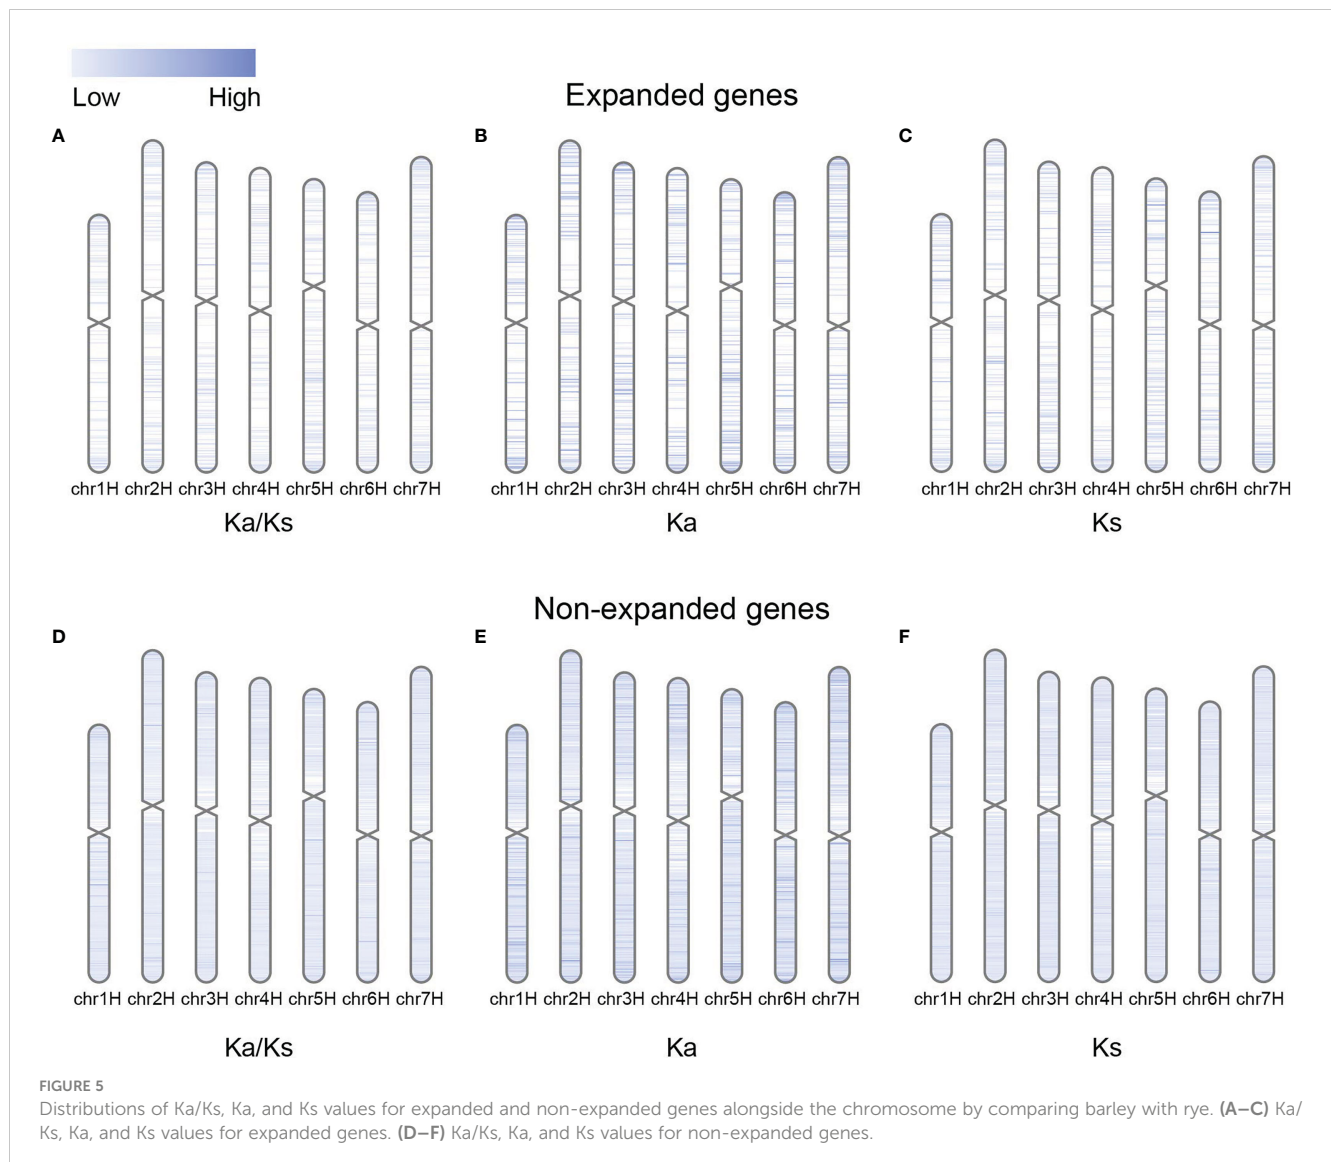 Low High
Expanded genes
A B C
chr1H chr2H chr3H chr4H chr5H chr6H chr7H chr1H chr2H chr3H chr4H chr5H chr6H chr7H chr1H chr2H chr3H chr4H chr5H chr6H chr7H
Ka/Ks Ka Ks
Non-expanded genes
D E F
chr1H chr2H chr3H chr4H chr5H chr6H chr7H chr1H chr2H chr3H chr4H chr5H chr6H chr7H chr1H chr2H chr3H chr4H chr5H chr6H chr7H
Ka/Ks Ka Ks
FIGURE 5
Distributions of Ka/Ks, Ka, and Ks values for expanded and non-expanded genes alongside the chromosome by comparing barley with rye. (A–C) Ka/
Ks, Ka, and Ks values for expanded genes. (D–F) Ka/Ks, Ka, and Ks values for non-expanded genes.